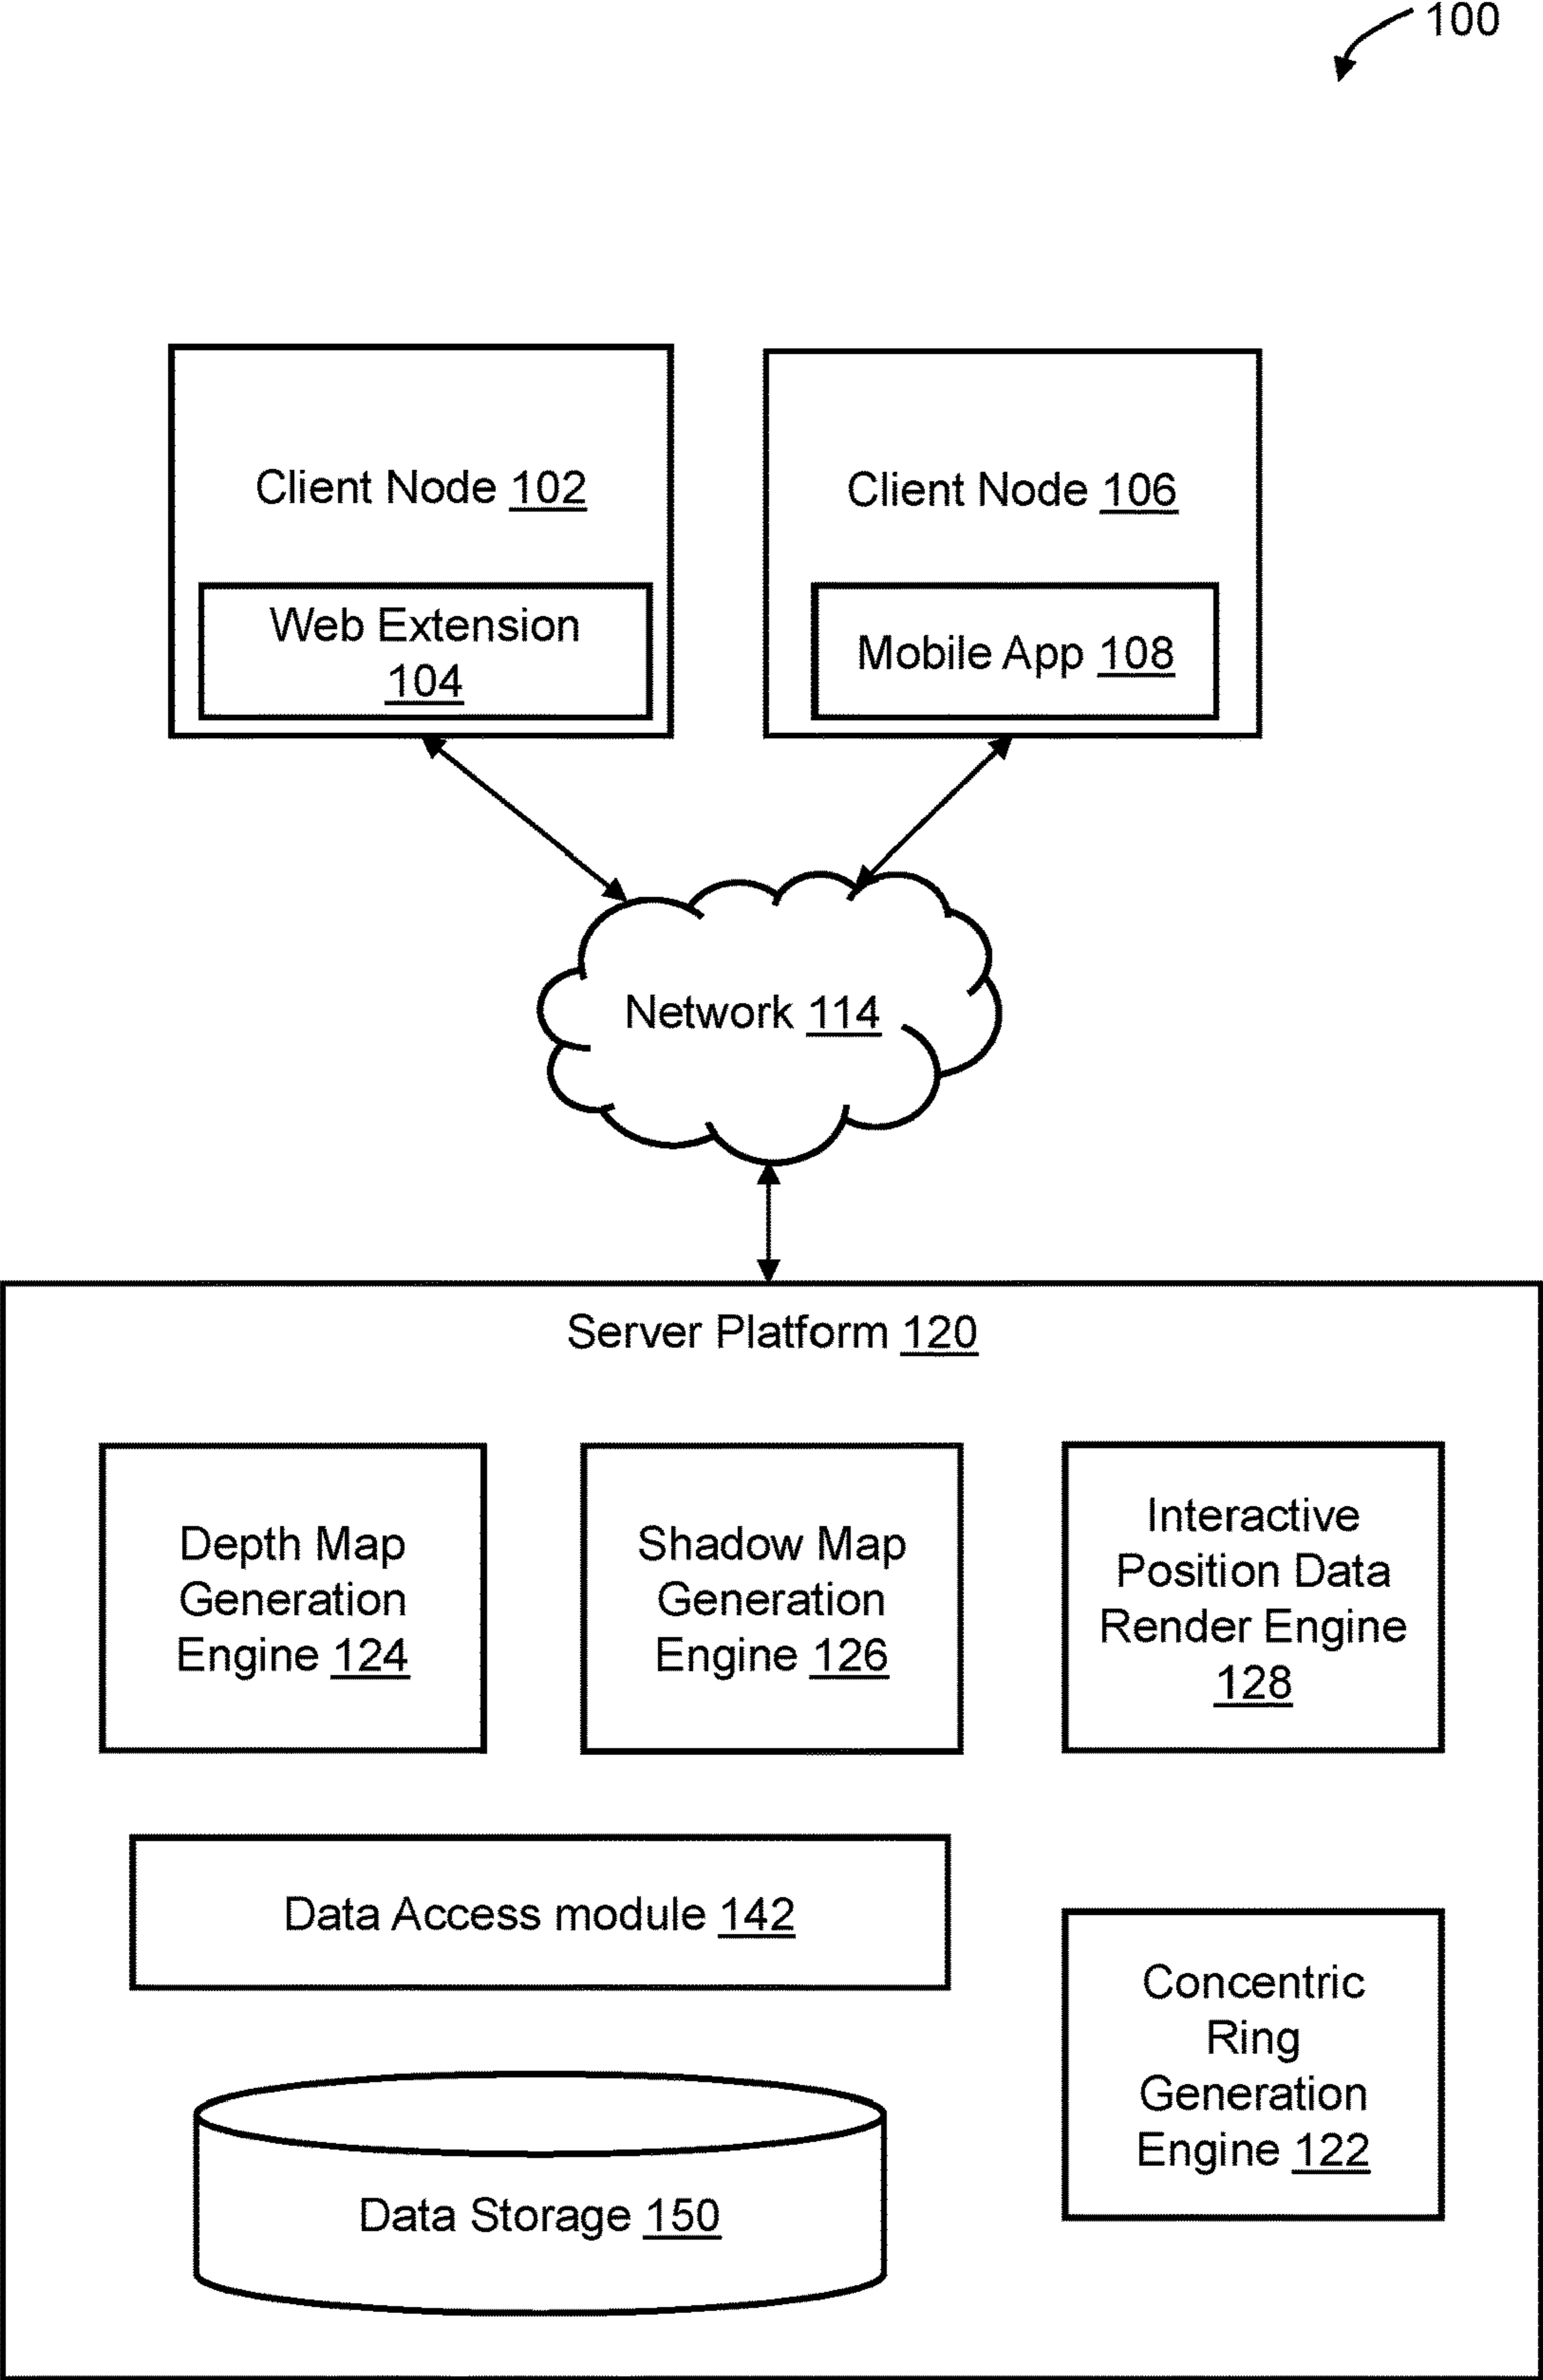 100
Client Node 102
Web Extension
104
Client Node 106
Mobile App 108
Network 114
Server Platform 120
Depth Map
Generation
Engine 124
Shadow Map
Generation
Engine 126
Interactive
Position Data
Render Engine
128
Data Access module 142
Concentric
Ring
Generation
Engine 122
Data Storage 150